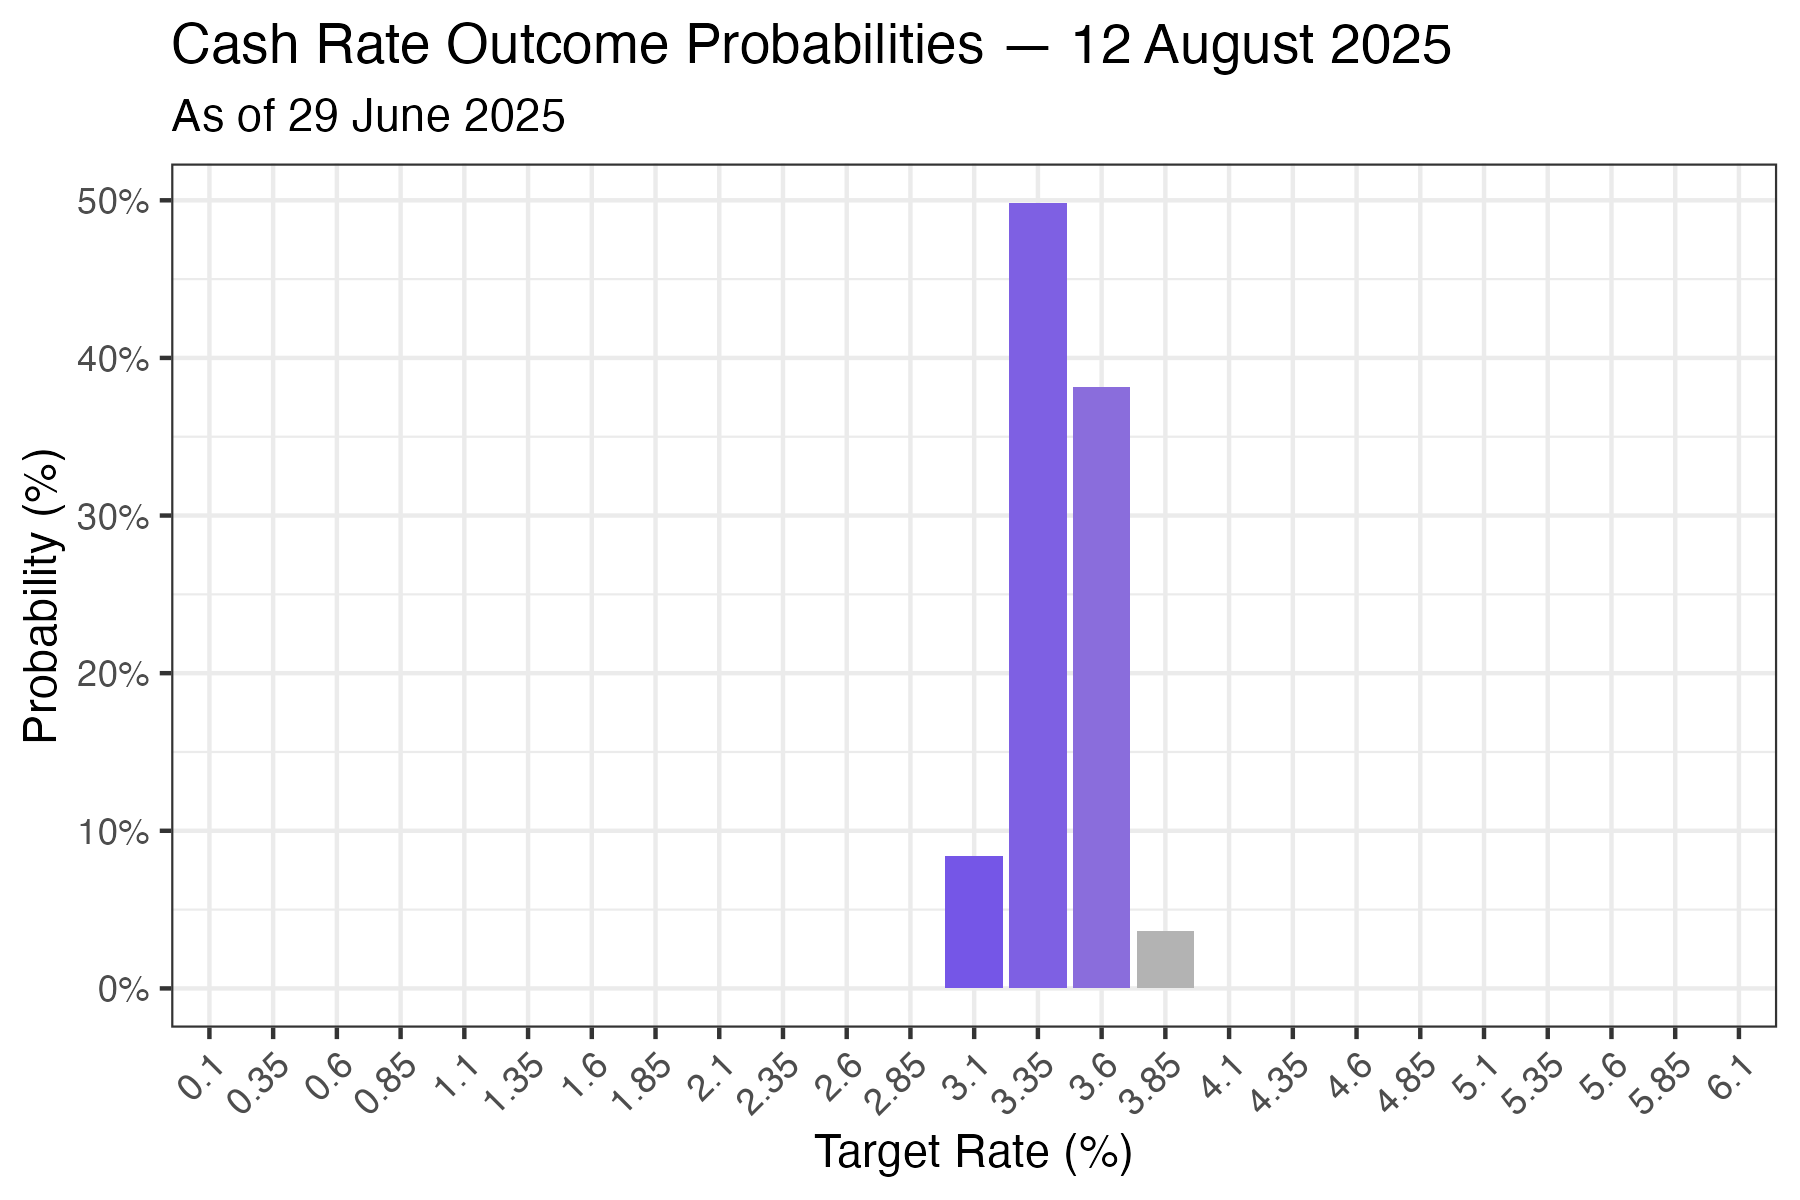 Cash Rate Outcome Probabilities — 12 August 2025
As of 29 June 2025
Probability (%)
50%
40%
30%
20%
10%
0%
0.1 0.35 0.6 0.85 1.1 1.35 1.6 1.85 2.1 2.35 2.6 2.85 3.1 3.35 3.6 3.85 4.1 4.35 4.6 4.85 5.1 5.35 5.6 5.85 6.1
Target Rate (%)